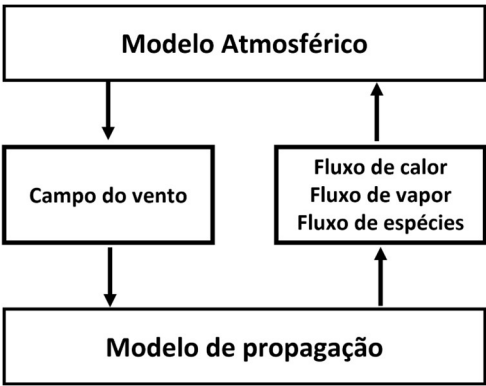 Modelo Atmosférico
Campo do vento
Fluxo de calor
Fluxo de vapor
Fluxo de espécies
Modelo de propagação